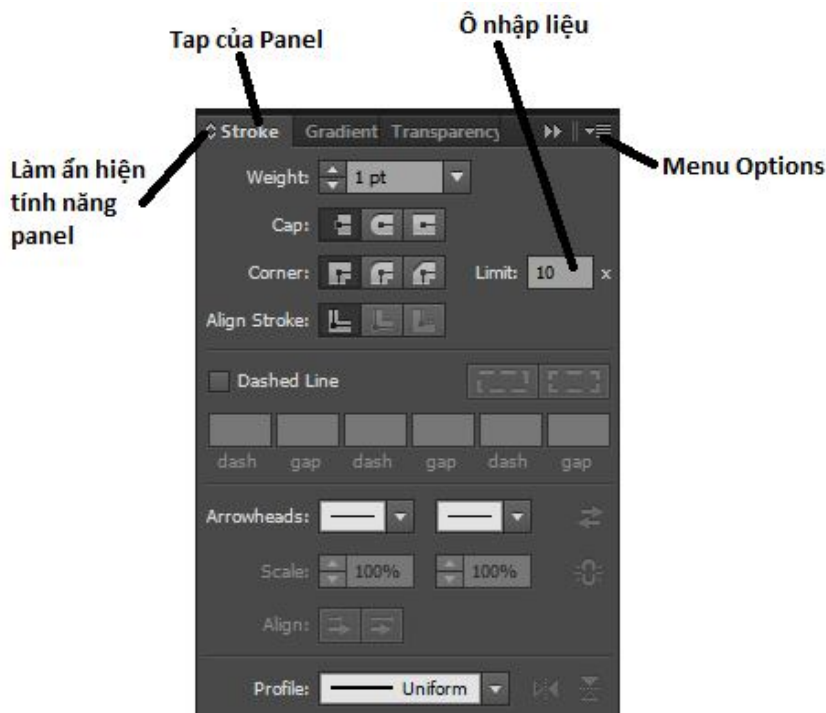 Tap của Panel
Ô nhập liệu
Làm ẩn hiện
tính năng
panel
Menu Options
Stroke Gradient Transparency
Weight: 1 pt
Cap:
Corner: Limit: 10 x
Align Stroke:
Dashed Line
dash gap dash gap dash gap
Arrowheads:
Scale: 100% 100%
Align:
Profile: Uniform